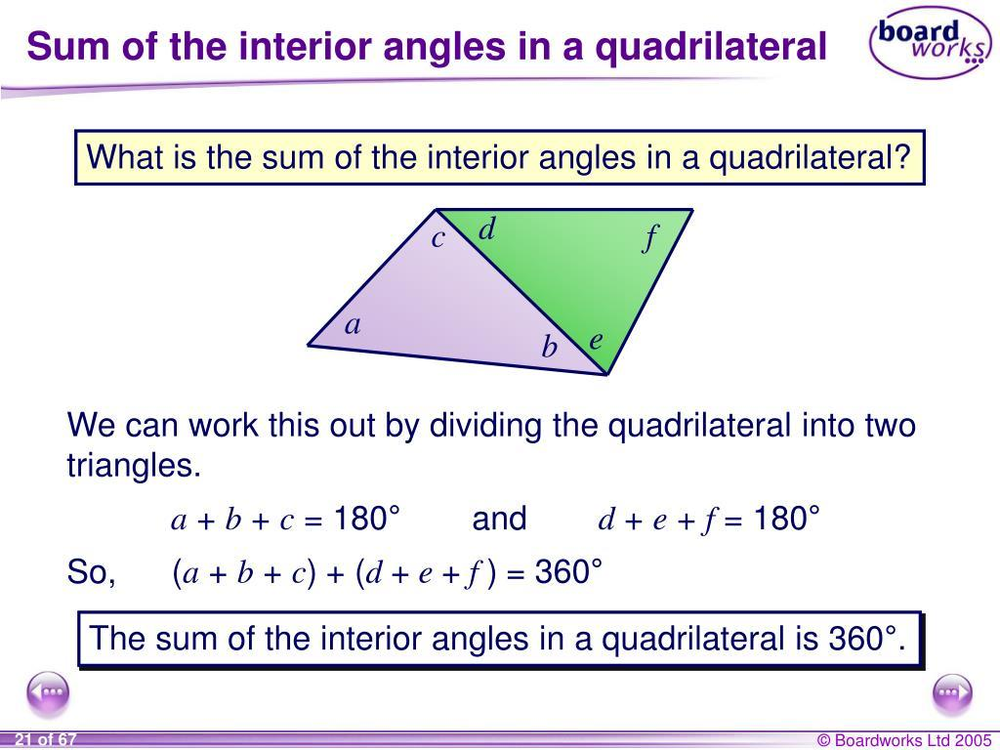 Sum of the interior angles in a quadrilateral
board
works
What is the sum of the interior angles in a quadrilateral?
c d f
a
b e
We can work this out by dividing the quadrilateral into two
triangles.
a + b + c = 180° and d + e + f = 180°
So, (a + b + c) + (d + e + f ) = 360°
The sum of the interior angles in a quadrilateral is 360°.
21 of 67
© Boardworks Ltd 2005